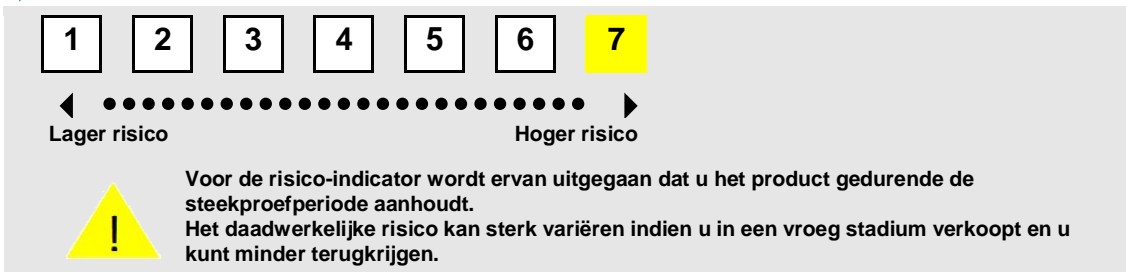 1 2 3 4 5 6 7
Lager risico Hoger risico
!
Voor de risico-indicator wordt ervan uitgegaan dat u het product gedurende de
steekproefperiode aanhoudt.
Het daadwerkelijke risico kan sterk variëren indien u in een vroeg stadium verkoopt en u
kunt minder terugkrijgen.